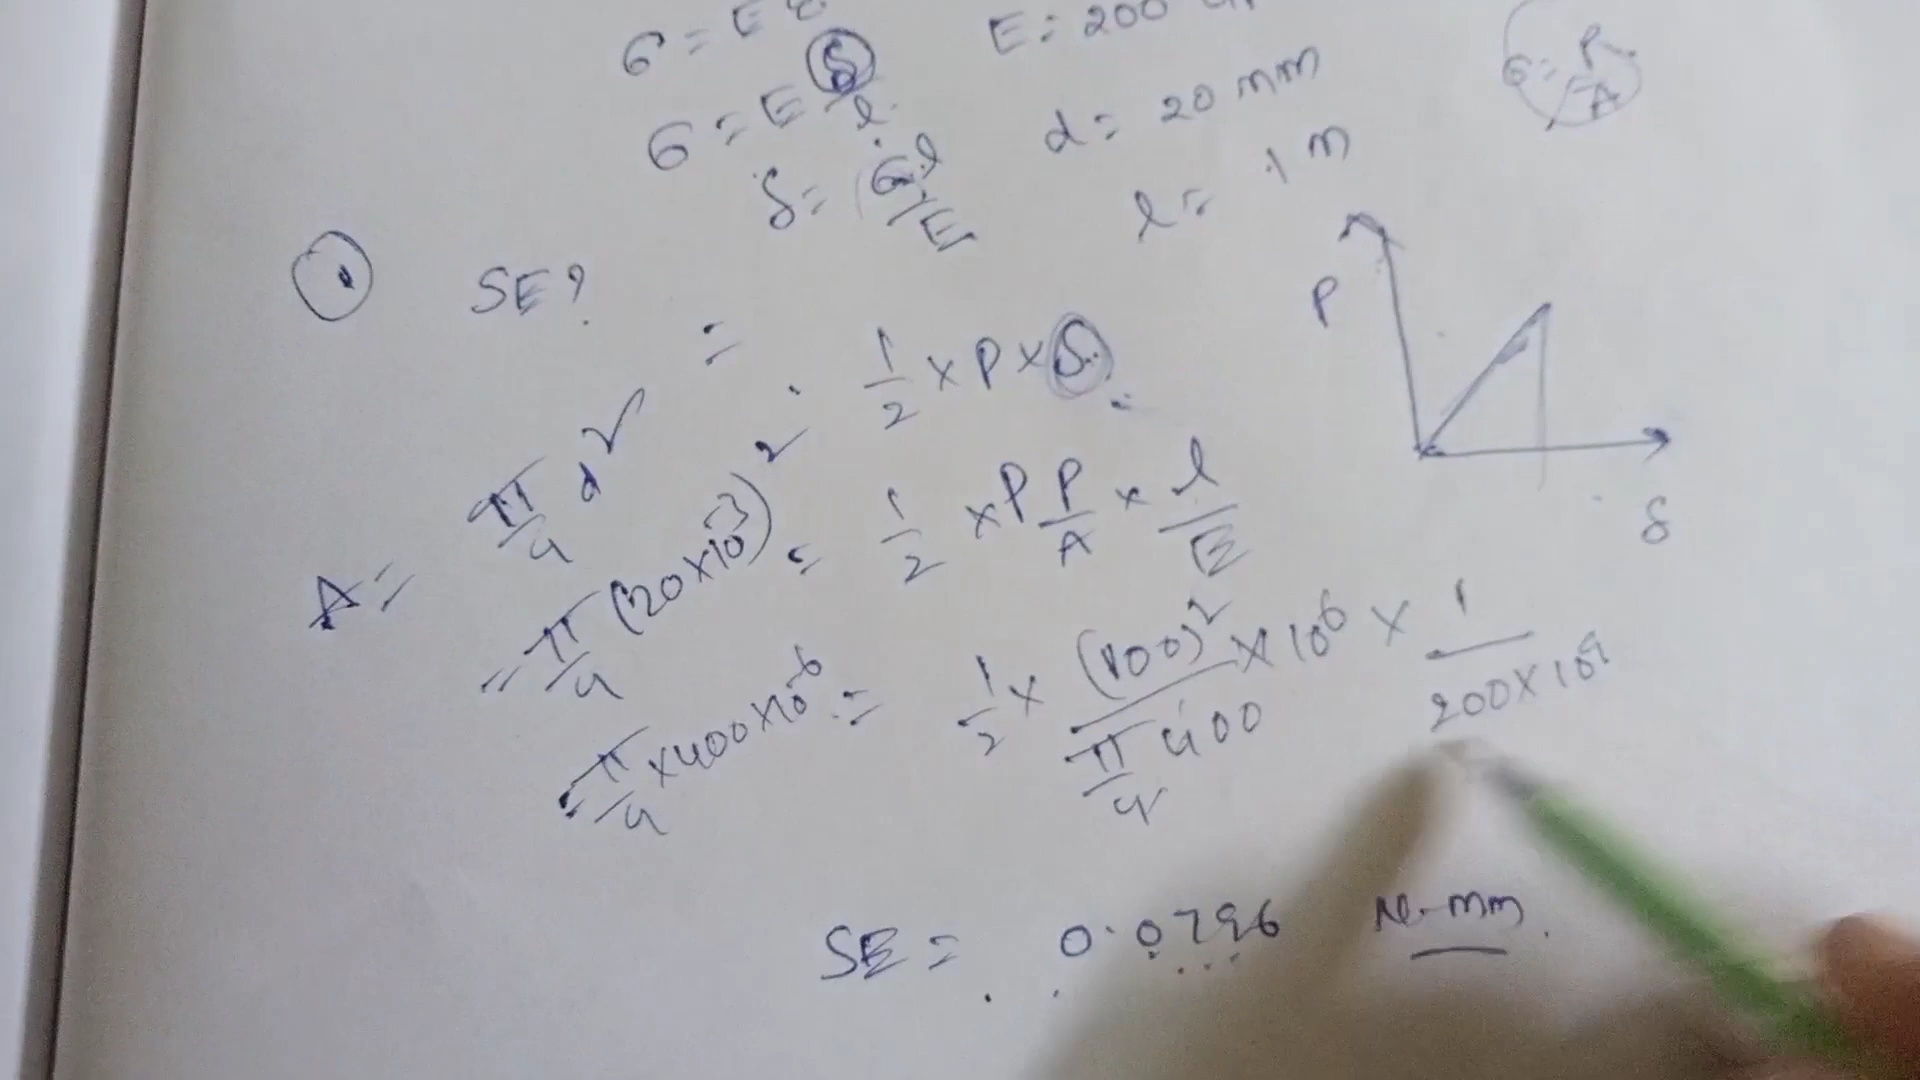 σ = E
E = 200
σ = E δ/l
d = 20 mm
σ = P/A
δ = σl/E
l = 1 m
SE?
= 1/2 × P × δ
P
δ
A = π/4 d²
= 1/2 × P P/A × l/E
= π/4 (20×10⁻³)²
= 1/2 × (100)²/(π/4 400) × 10⁶ × 1/(200×10⁹)
= π/4 × 400×10⁻⁶
SE = 0.0796 N-mm.